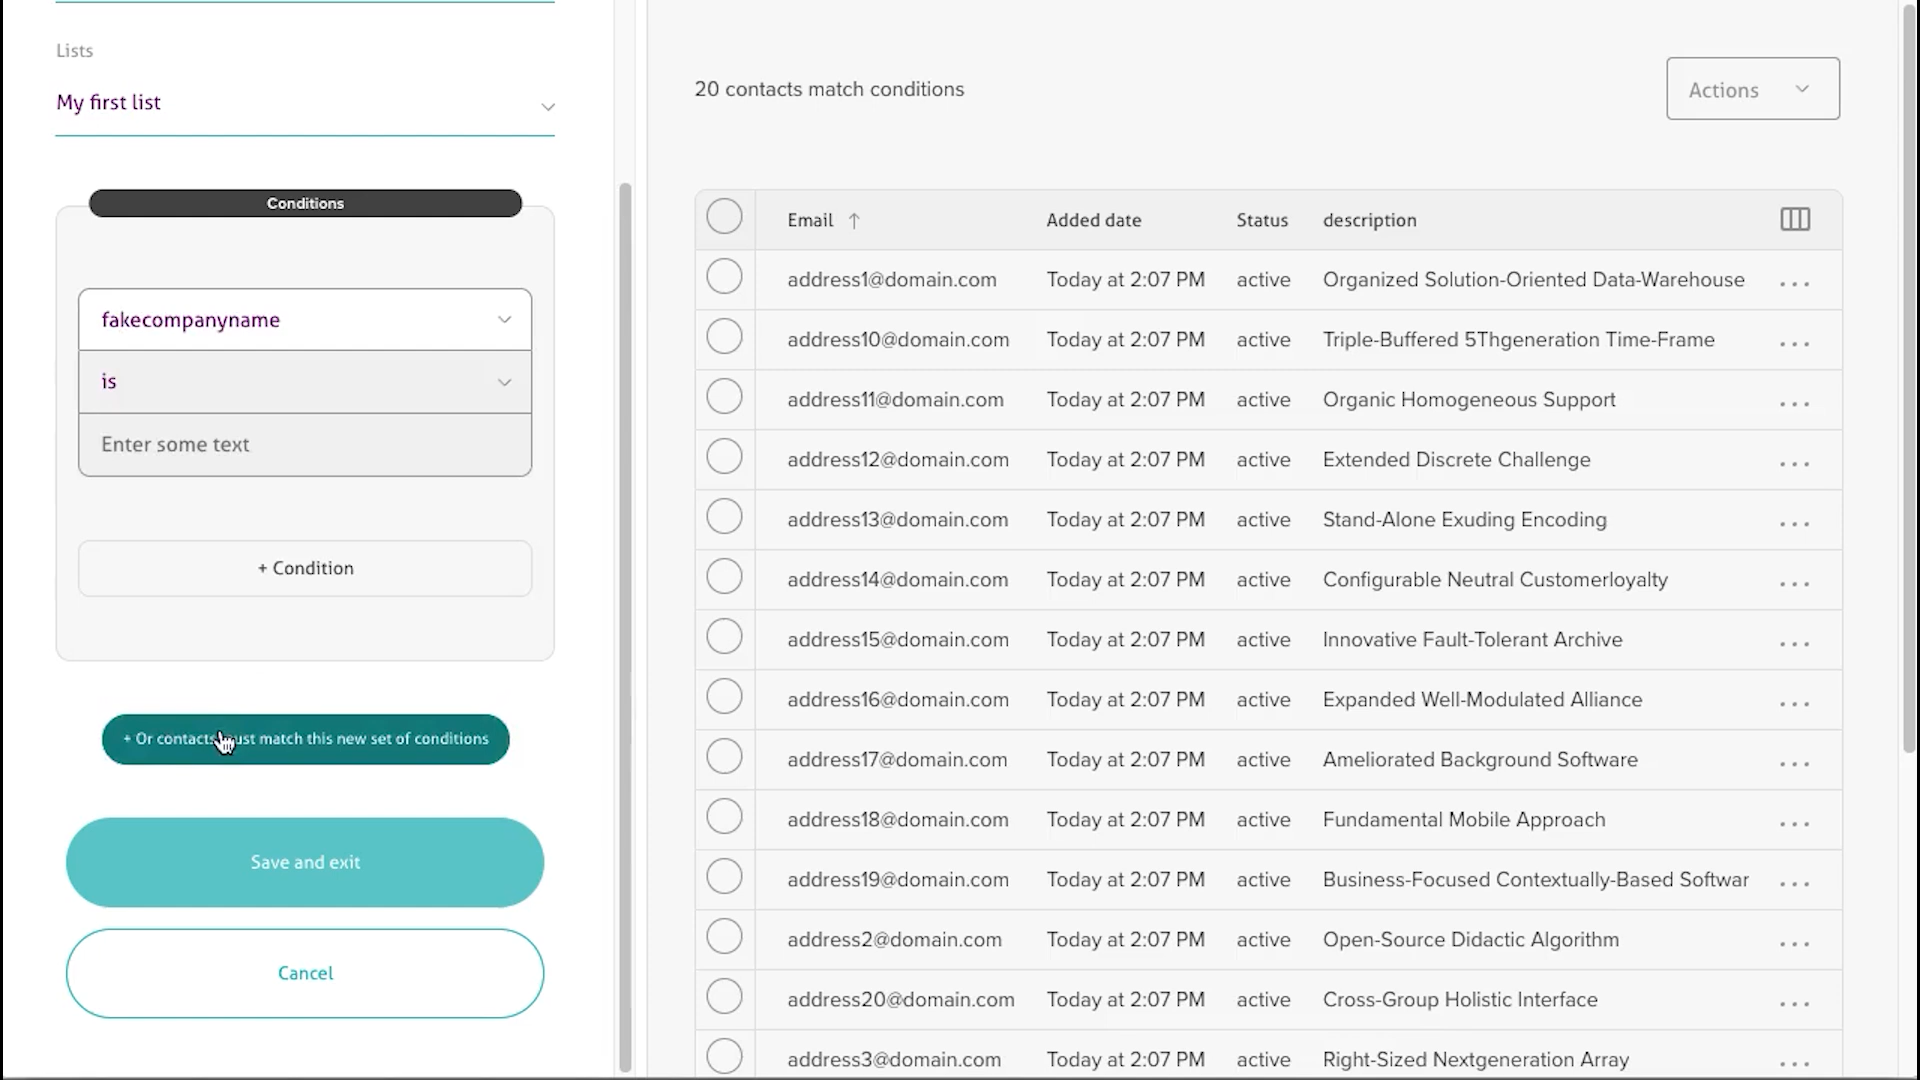 Lists
My first list
Conditions
fakecompanyname
is
Enter some text
+ Condition
+ Or contacts must match this new set of conditions
Save and exit
Cancel
20 contacts match conditions
Actions
Email ↑ Added date Status description
address1@domain.com Today at 2:07 PM active Organized Solution-Oriented Data-Warehouse ...
address10@domain.com Today at 2:07 PM active Triple-Buffered 5Thgeneration Time-Frame ...
address11@domain.com Today at 2:07 PM active Organic Homogeneous Support ...
address12@domain.com Today at 2:07 PM active Extended Discrete Challenge ...
address13@domain.com Today at 2:07 PM active Stand-Alone Exuding Encoding ...
address14@domain.com Today at 2:07 PM active Configurable Neutral Customerloyalty ...
address15@domain.com Today at 2:07 PM active Innovative Fault-Tolerant Archive ...
address16@domain.com Today at 2:07 PM active Expanded Well-Modulated Alliance ...
address17@domain.com Today at 2:07 PM active Ameliorated Background Software ...
address18@domain.com Today at 2:07 PM active Fundamental Mobile Approach ...
address19@domain.com Today at 2:07 PM active Business-Focused Contextually-Based Softwar ...
address2@domain.com Today at 2:07 PM active Open-Source Didactic Algorithm ...
address20@domain.com Today at 2:07 PM active Cross-Group Holistic Interface ...
address3@domain.com Today at 2:07 PM active Right-Sized Nextgeneration Array ...